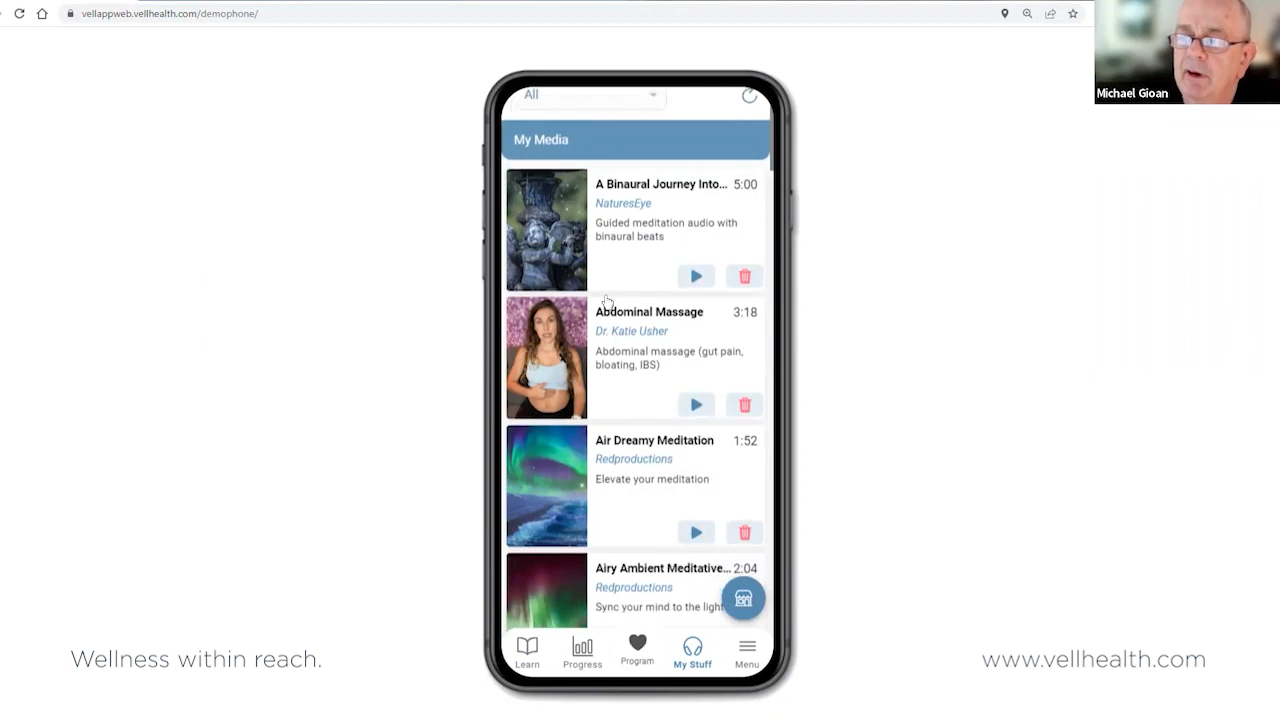 vellappweb.vellhealth.com/demophone/
Michael Gioan
All
My Media
A Binaural Journey Into... 5:00
NaturesEye
Guided meditation audio with
binaural beats
Abdominal Massage 3:18
Dr. Katie Usher
Abdominal massage (gut pain,
bloating, IBS)
Air Dreamy Meditation 1:52
Redproductions
Elevate your meditation
Airy Ambient Meditative... 2:04
Redproductions
Sync your mind to the light
Learn Progress Program My Stuff Menu
Wellness within reach.
www.vellhealth.com